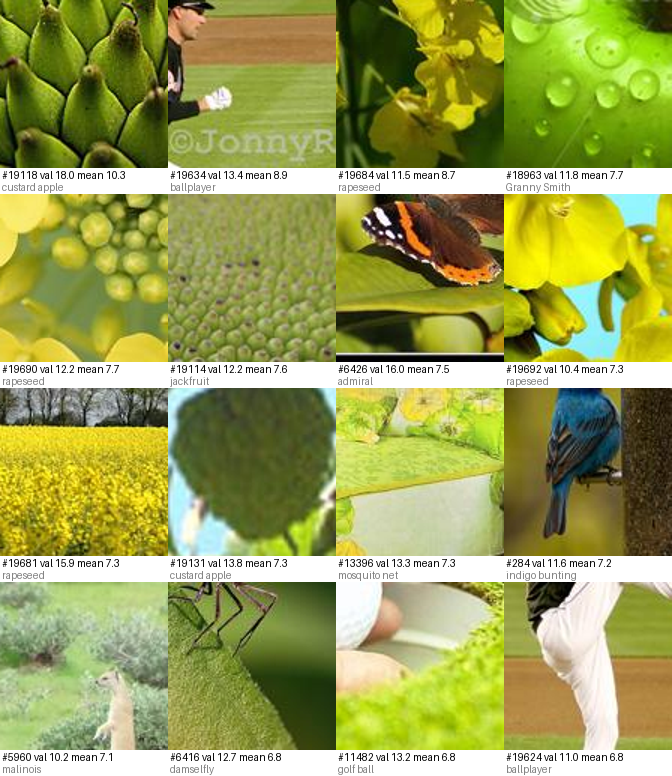 ©JonnyR
#19118 val 18.0 mean 10.3
custard apple
#19634 val 13.4 mean 8.9
ballplayer
#19684 val 11.5 mean 8.7
rapeseed
#18963 val 11.8 mean 7.7
Granny Smith
#19690 val 12.2 mean 7.7
rapeseed
#19114 val 12.2 mean 7.6
jackfruit
#6426 val 16.0 mean 7.5
admiral
#19692 val 10.4 mean 7.3
rapeseed
#19681 val 15.9 mean 7.3
rapeseed
#19131 val 13.8 mean 7.3
custard apple
#13396 val 13.3 mean 7.3
mosquito net
#284 val 11.6 mean 7.2
indigo bunting
#5960 val 10.2 mean 7.1
malinois
#6416 val 12.7 mean 6.8
damselfly
#11482 val 13.2 mean 6.8
golf ball
#19624 val 11.0 mean 6.8
ballplayer